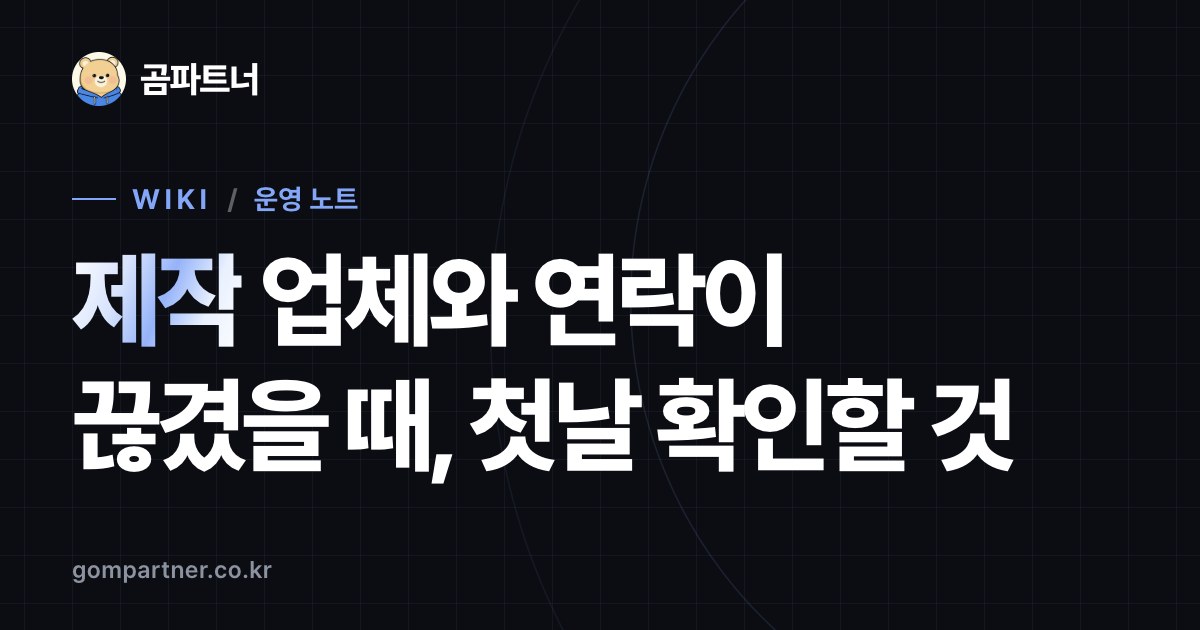 곰파트너
WIKI / 운영 노트
제작 업체와 연락이
끊겼을 때, 첫날 확인할 것
gompartner.co.kr